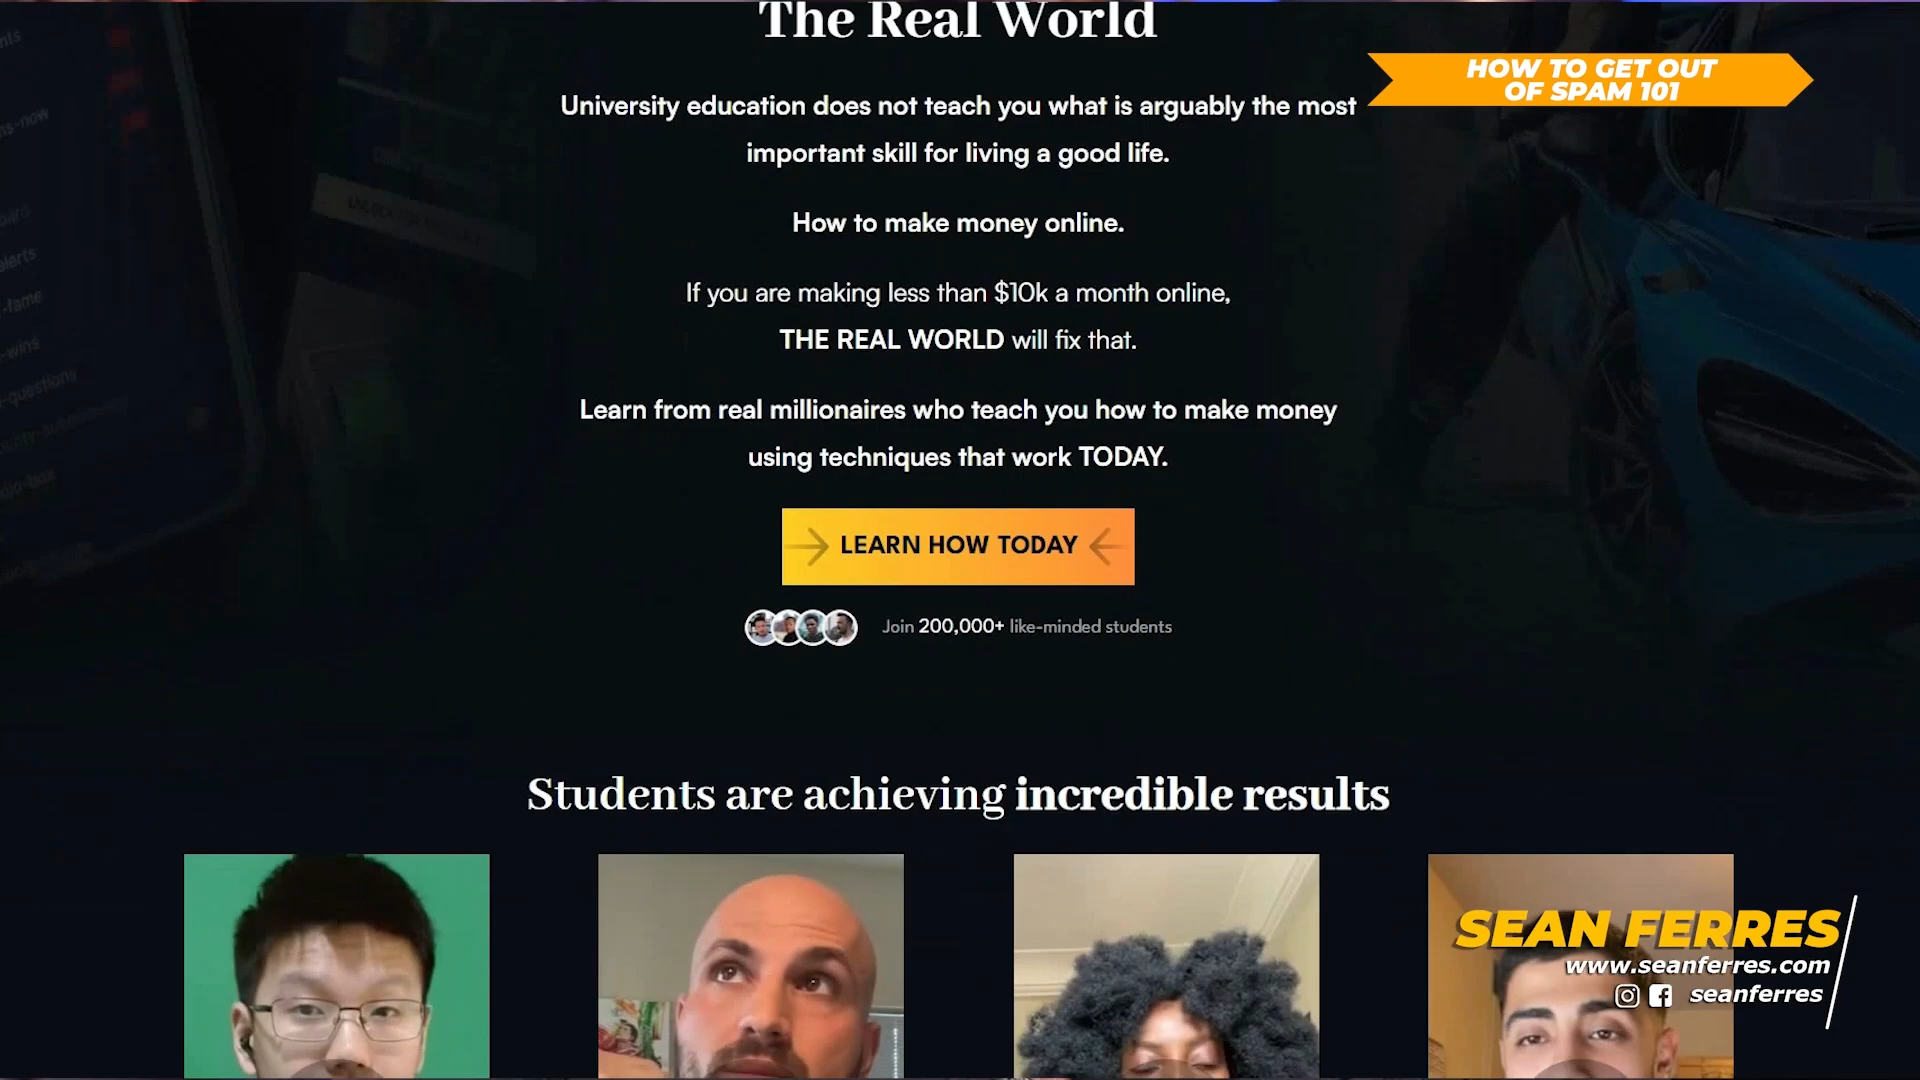 The Real World
HOW TO GET OUT
OF SPAM 101
University education does not teach you what is arguably the most
important skill for living a good life.
How to make money online.
If you are making less than $10k a month online,
THE REAL WORLD will fix that.
Learn from real millionaires who teach you how to make money
using techniques that work TODAY.
LEARN HOW TODAY
Join 200,000+ like-minded students
Students are achieving incredible results
SEAN FERRES
www.seanferres.com
seanferres